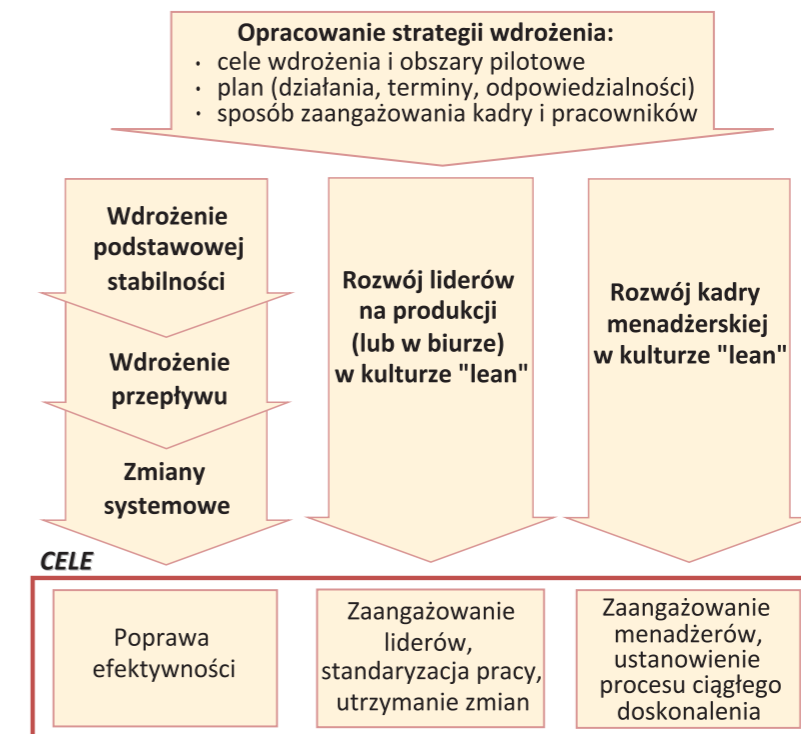 Opracowanie strategii wdrożenia:
· cele wdrożenia i obszary pilotowe
· plan (działania, terminy, odpowiedzialności)
· sposób zaangażowania kadry i pracowników
Wdrożenie
podstawowej
stabilności
Wdrożenie
przepływu
Zmiany
systemowe
Rozwój liderów
na produkcji
(lub w biurze)
w kulturze "lean"
Rozwój kadry
menadżerskiej
w kulturze "lean"
CELE
Poprawa
efektywności
Zaangażowanie
liderów,
standaryzacja pracy,
utrzymanie zmian
Zaangażowanie
menadżerów,
ustanowienie
procesu ciągłego
doskonalenia